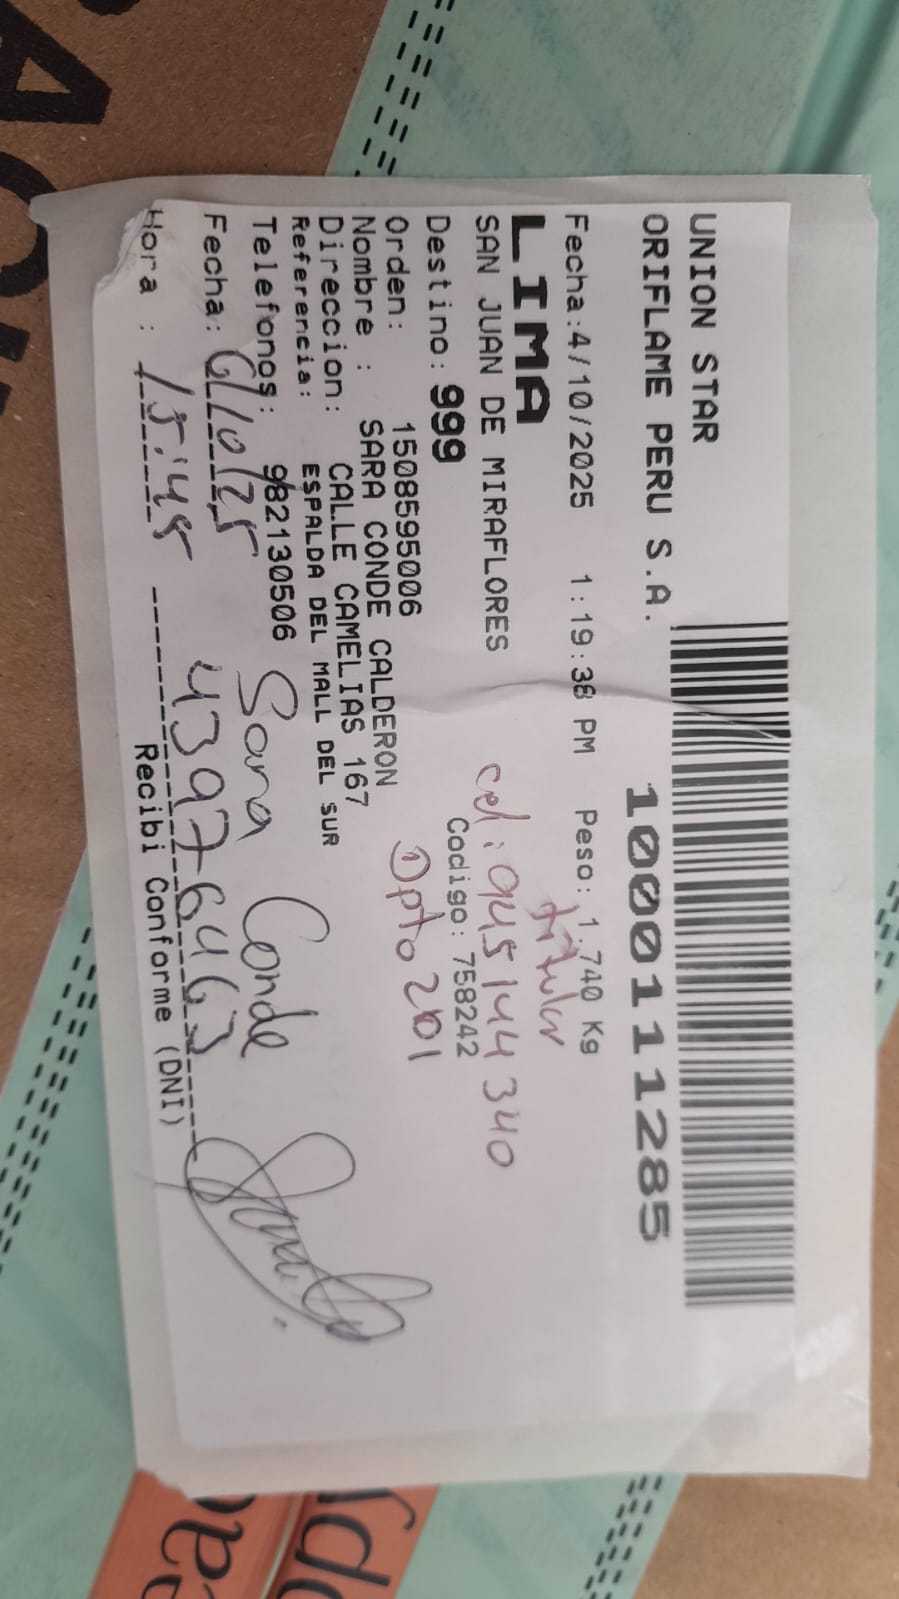 UNION STAR
ORIFLAME PERU S.A.
10001111285
Fecha:4/10/2025 1:19:38 PM Peso: 1.740 Kg
titular
LIMA
SAN JUAN DE MIRAFLORES
cel: 945144340
Destino: 999
Codigo: 758242
Orden: 1508595006
Dpto 201
Nombre : SARA CONDE CALDERON
Direccion: CALLE CAMELIAS 167
Referencia: ESPALDA DEL MALL DEL SUR
Telefonos: 982130506
Sara Conde
Fecha: 6/10/25
43976463
Hora : 15:45
Recibi Conforme (DNI)